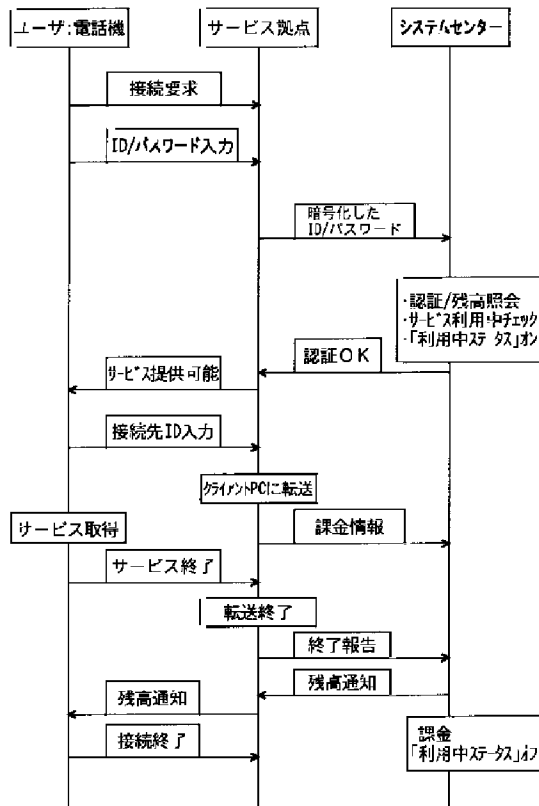 ユーザ:電話機
サービス拠点
システムセンター
接続要求
ID/パスワード入力
暗号化した
ID/パスワード
・認証/残高照会
・サービス利用中チェック
・「利用中ステータス」オン
認証OK
サービス提供可能
接続先ID入力
クライアントPCに転送
サービス取得
課金情報
サービス終了
転送終了
終了報告
残高通知
残高通知
接続終了
課金
「利用中ステータス」オフ